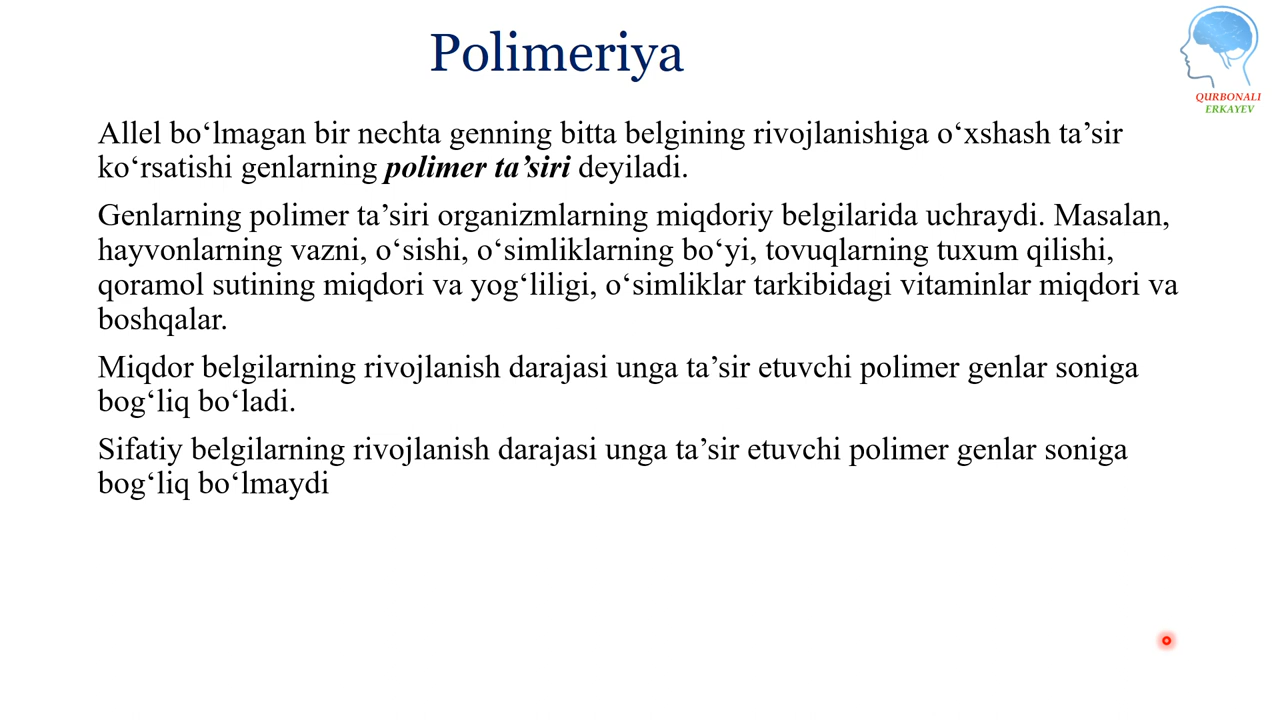 Polimeriya
QURBONALI
ERKAYEV
Allel bo‘lmagan bir nechta genning bitta belgining rivojlanishiga o‘xshash ta’sir
ko‘rsatishi genlarning polimer ta’siri deyiladi.
Genlarning polimer ta’siri organizmlarning miqdoriy belgilarida uchraydi. Masalan,
hayvonlarning vazni, o‘sishi, o‘simliklarning bo‘yi, tovuqlarning tuxum qilishi,
qoramol sutining miqdori va yog‘liligi, o‘simliklar tarkibidagi vitaminlar miqdori va
boshqalar.
Miqdor belgilarning rivojlanish darajasi unga ta’sir etuvchi polimer genlar soniga
bog‘liq bo‘ladi.
Sifatiy belgilarning rivojlanish darajasi unga ta’sir etuvchi polimer genlar soniga
bog‘liq bo‘lmaydi